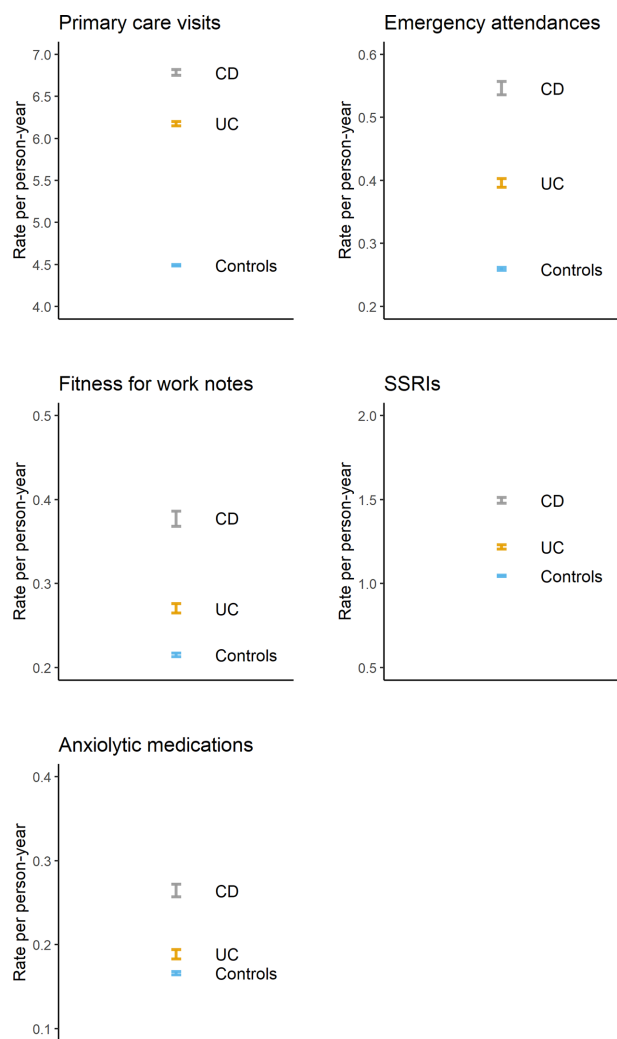 Primary care visits
Rate per person-year
7.0
6.5
6.0
5.5
5.0
4.5
4.0
CD
UC
Controls
Emergency attendances
Rate per person-year
0.6
0.5
0.4
0.3
0.2
CD
UC
Controls
Fitness for work notes
Rate per person-year
0.5
0.4
0.3
0.2
CD
UC
Controls
SSRIs
Rate per person-year
2.0
1.5
1.0
0.5
CD
UC
Controls
Anxiolytic medications
Rate per person-year
0.4
0.3
0.2
0.1
CD
UC
Controls